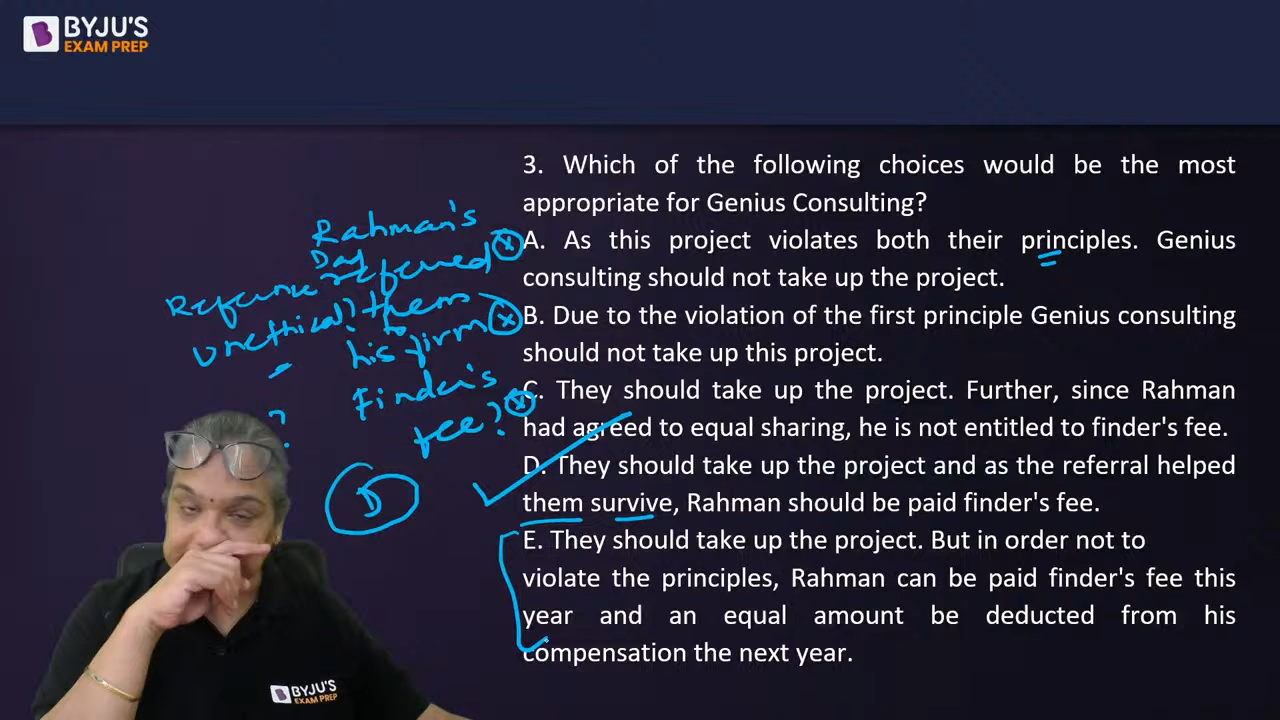 BYJU'S
EXAM PREP
3. Which of the following choices would be the most
appropriate for Genius Consulting?
A. As this project violates both their principles. Genius
consulting should not take up the project.
B. Due to the violation of the first principle Genius consulting
should not take up this project.
C. They should take up the project. Further, since Rahman
had agreed to equal sharing, he is not entitled to finder's fee.
D. They should take up the project and as the referral helped
them survive, Rahman should be paid finder's fee.
E. They should take up the project. But in order not to
violate the principles, Rahman can be paid finder's fee this
year and an equal amount be deducted from his
compensation the next year.
Rahman's
Day
referred
them
to
his firm
Finder's
fee?
unethical?
?
D
BYJU'S
EXAM PREP